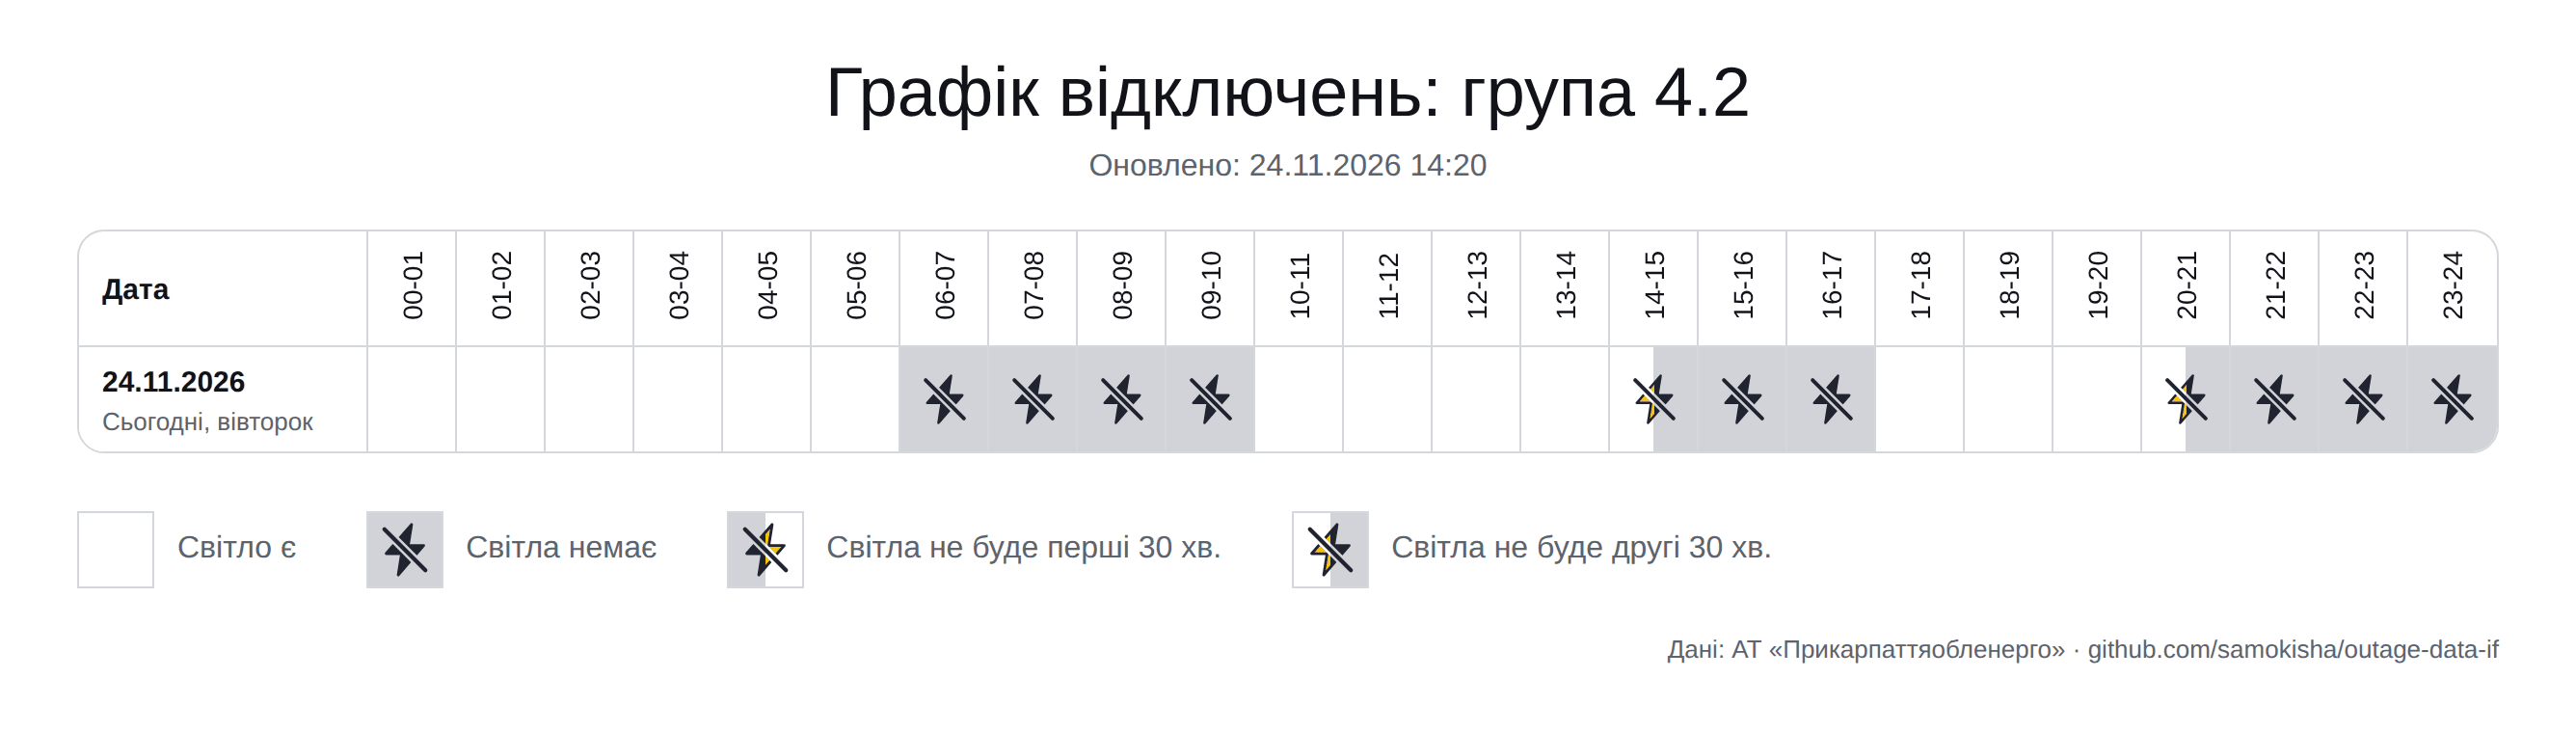 Графік відключень: група 4.2
Оновлено: 24.11.2026 14:20
Дата 00-01 01-02 02-03 03-04 04-05 05-06 06-07 07-08 08-09 09-10 10-11 11-12 12-13 13-14 14-15 15-16 16-17 17-18 18-19 19-20 20-21 21-22 22-23 23-24
24.11.2026
Сьогодні, вівторок
Світло є Світла немає Світла не буде перші 30 хв. Світла не буде другі 30 хв.
Дані: АТ «Прикарпаттяобленерго» · github.com/samokisha/outage-data-if